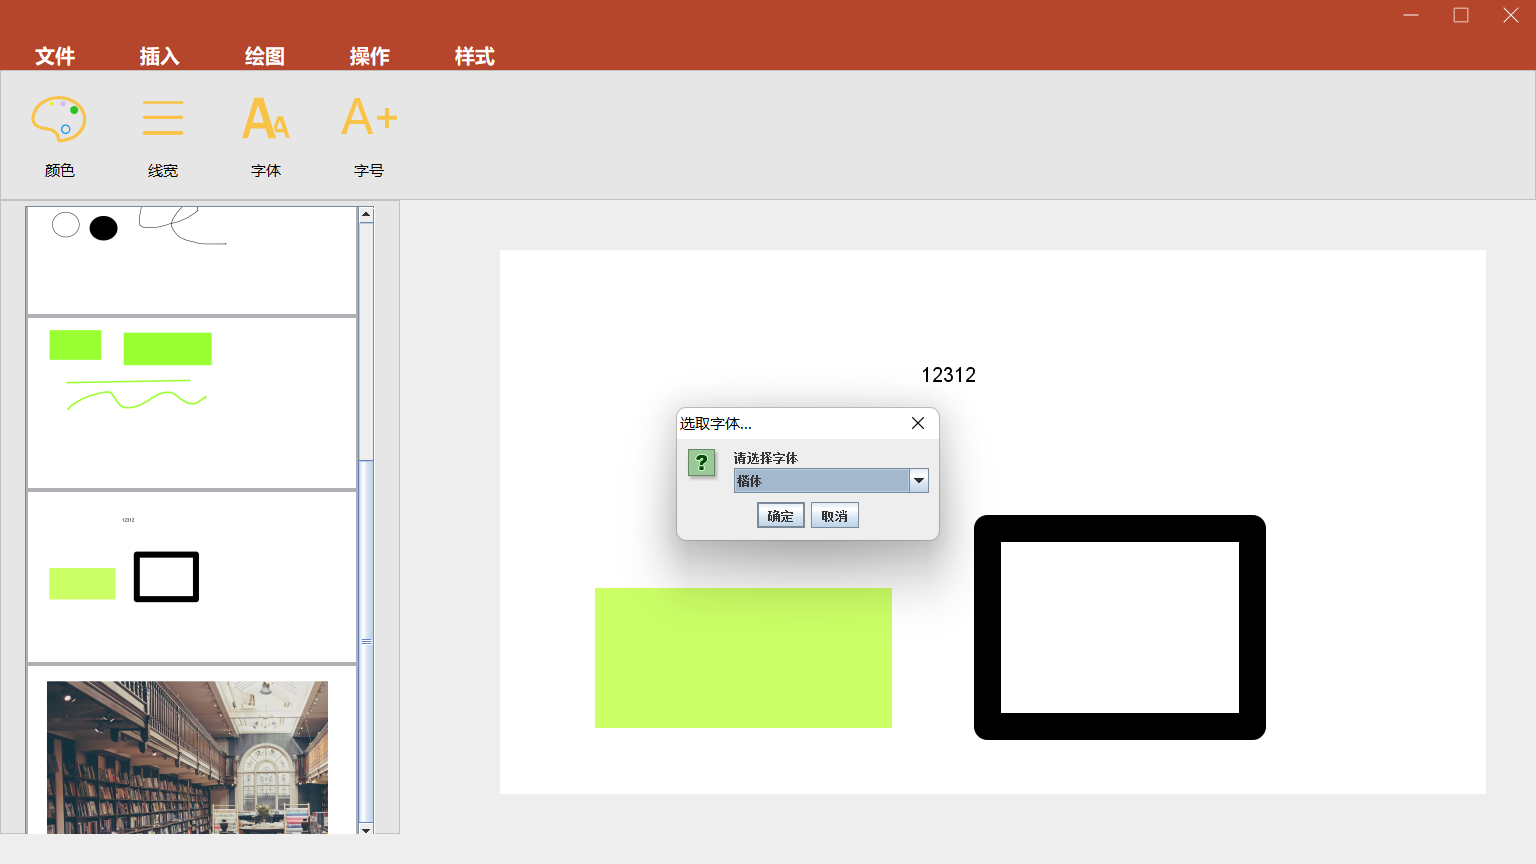 文件 插入 绘图 操作 样式
颜色 线宽 字体 字号
12312
12312
选取字体...
?
请选择字体
楷体
确定 取消